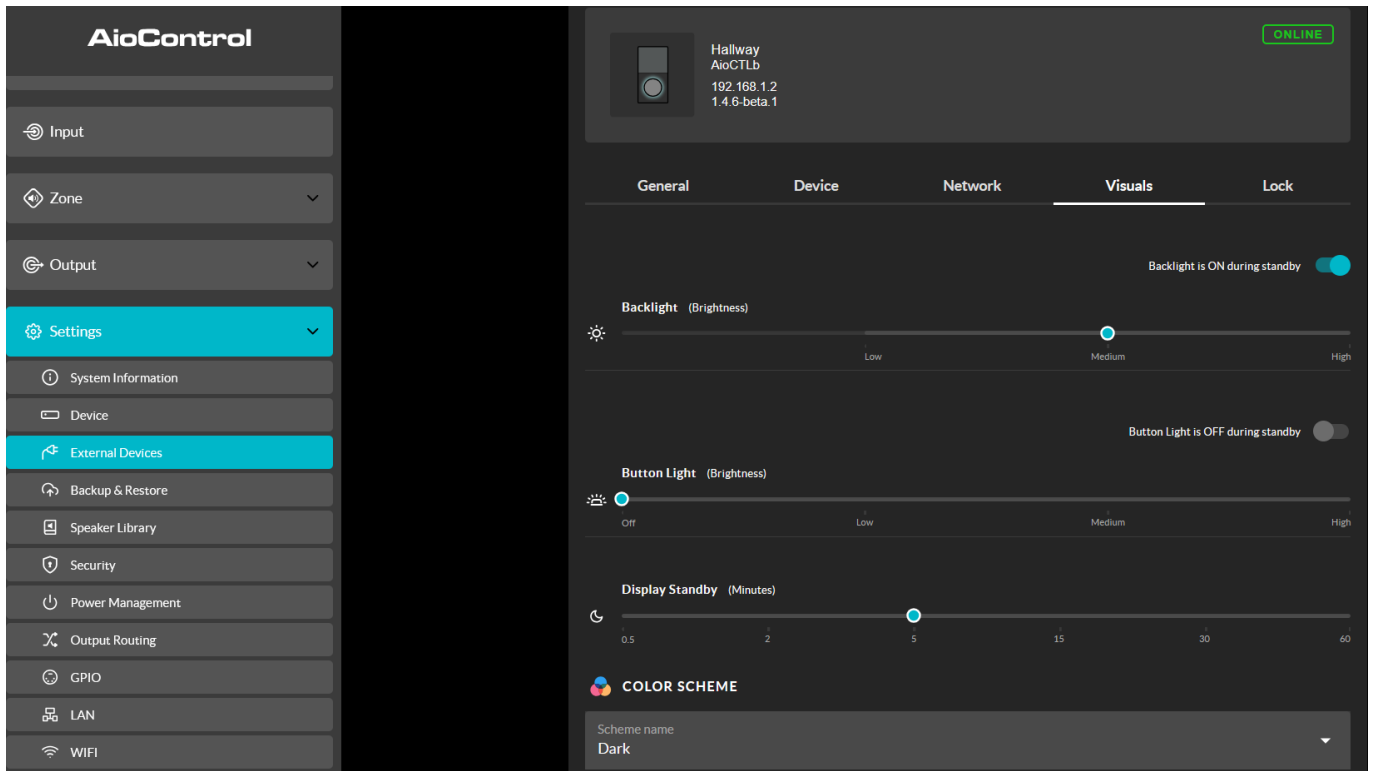 AioControl
Input
Zone
Output
Settings
System Information
Device
External Devices
Backup & Restore
Speaker Library
Security
Power Management
Output Routing
GPIO
LAN
WIFI
Hallway
AioCTLb
192.168.1.2
1.4.6-beta.1
ONLINE
General Device Network Visuals Lock
Backlight is ON during standby
Backlight (Brightness)
Low Medium High
Button Light is OFF during standby
Button Light (Brightness)
Off Low Medium High
Display Standby (Minutes)
0.5 2 5 15 30 60
COLOR SCHEME
Scheme name
Dark